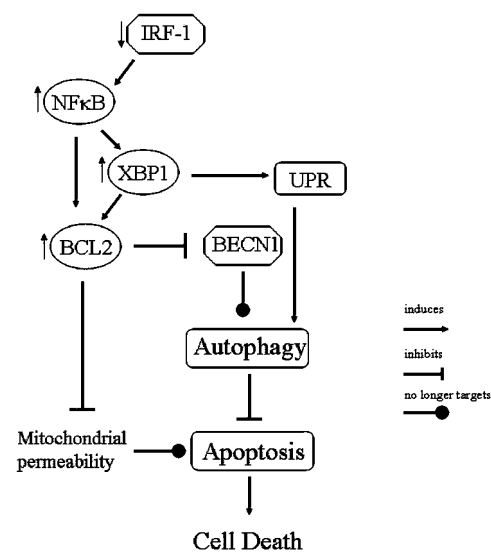 IRF-1
NFκB
XBP1
UPR
BCL2
BECN1
induces
Autophagy
inhibits
no longer targets
Mitochondrial
permeability
Apoptosis
Cell Death